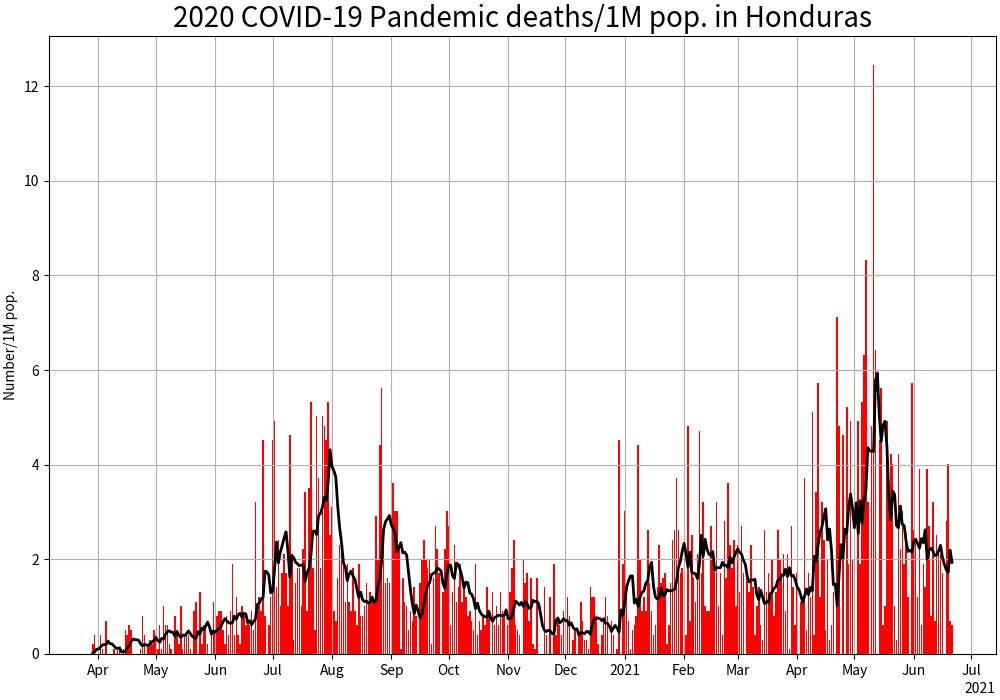 2020 COVID-19 Pandemic deaths/1M pop. in Honduras
Number/1M pop.
12
10
8
6
4
2
0
Apr May Jun Jul Aug Sep Oct Nov Dec 2021 Feb Mar Apr May Jun Jul
2021